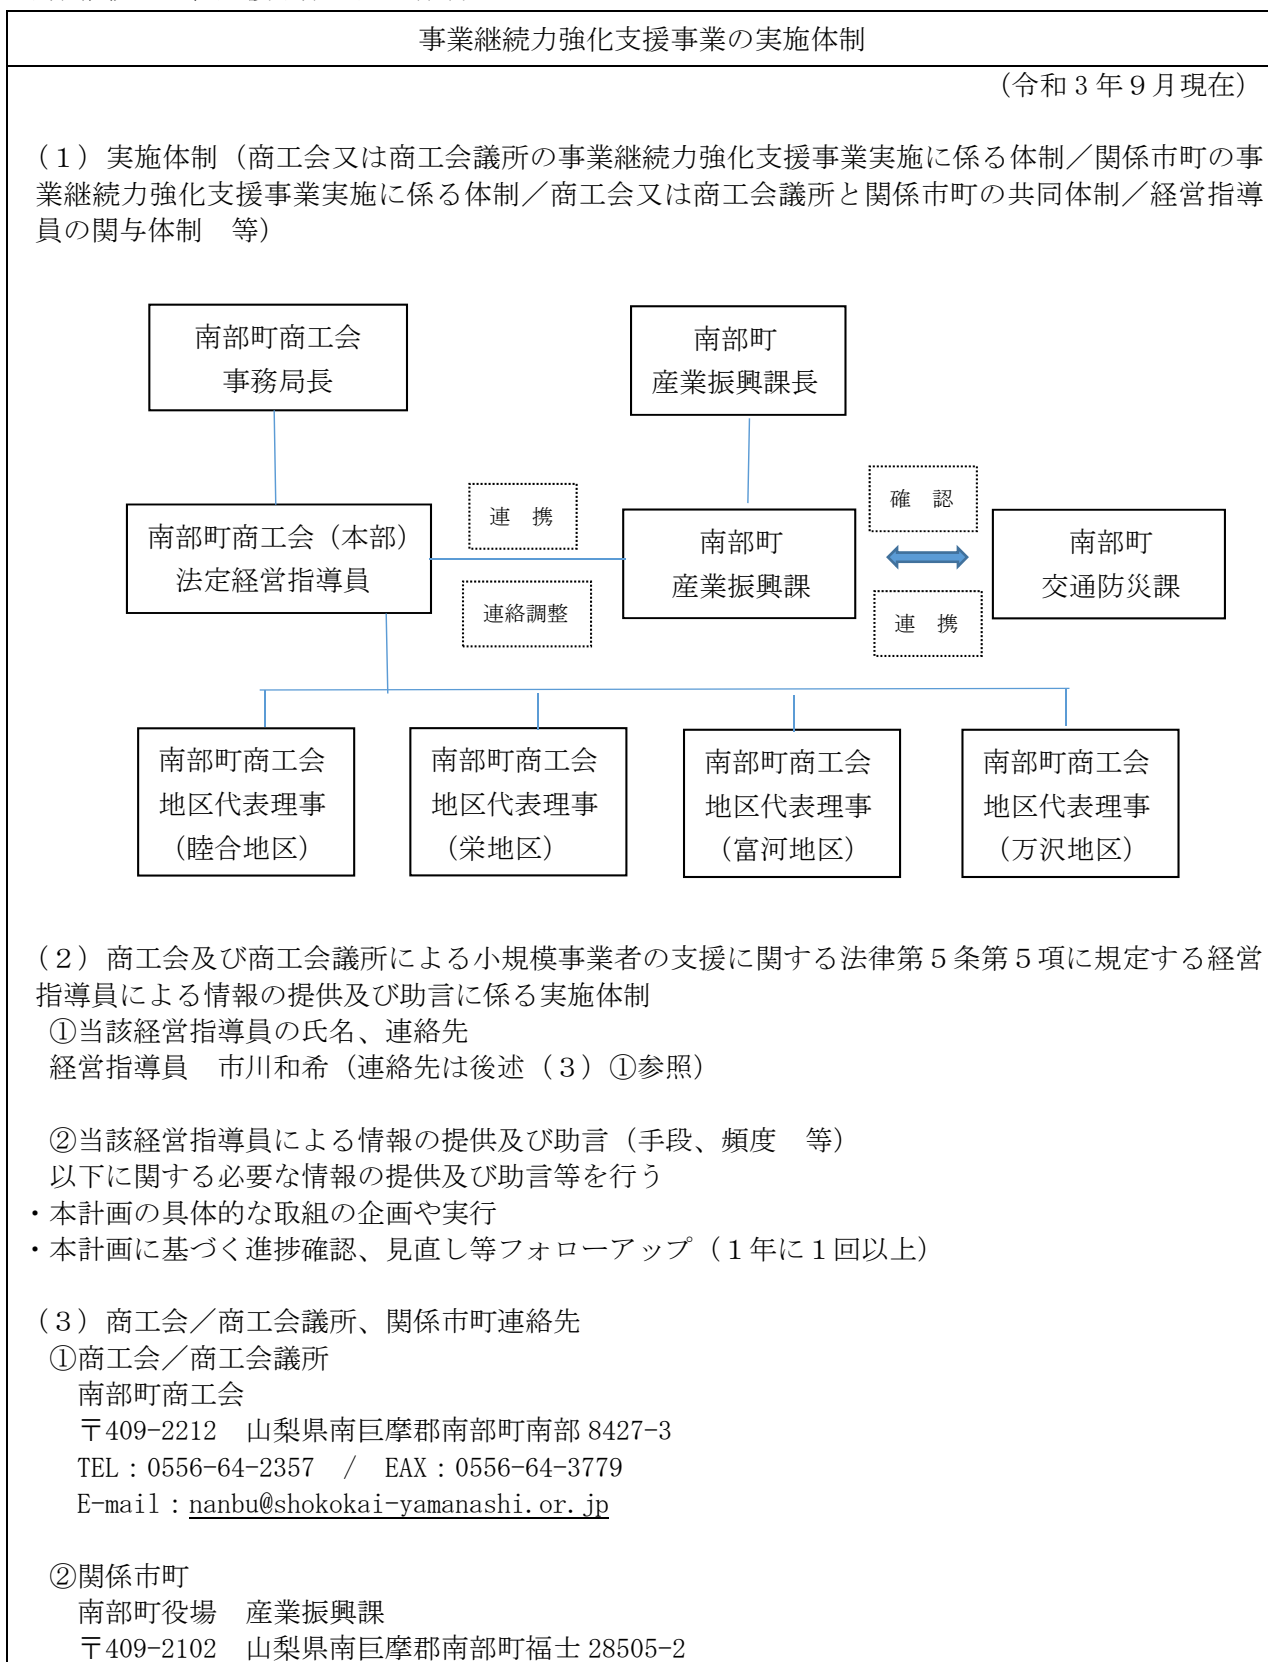 事業継続力強化支援事業の実施体制
（令和３年９月現在）
（１）実施体制（商工会又は商工会議所の事業継続力強化支援事業実施に係る体制／関係市町の事
業継続力強化支援事業実施に係る体制／商工会又は商工会議所と関係市町の共同体制／経営指導
員の関与体制　等）
南部町商工会
事務局長
南部町
産業振興課長
南部町商工会（本部）
法定経営指導員
連　携
連絡調整
南部町
産業振興課
確　認
連　携
南部町
交通防災課
南部町商工会
地区代表理事
（睦合地区）
南部町商工会
地区代表理事
（栄地区）
南部町商工会
地区代表理事
（富河地区）
南部町商工会
地区代表理事
（万沢地区）
（２）商工会及び商工会議所による小規模事業者の支援に関する法律第５条第５項に規定する経営
指導員による情報の提供及び助言に係る実施体制
①当該経営指導員の氏名、連絡先
経営指導員　市川和希（連絡先は後述（３）①参照）
②当該経営指導員による情報の提供及び助言（手段、頻度　等）
以下に関する必要な情報の提供及び助言等を行う
・本計画の具体的な取組の企画や実行
・本計画に基づく進捗確認、見直し等フォローアップ（１年に１回以上）
（３）商工会／商工会議所、関係市町連絡先
①商工会／商工会議所
南部町商工会
〒409-2212　山梨県南巨摩郡南部町南部 8427-3
TEL：0556-64-2357　/　EAX：0556-64-3779
E-mail：nanbu@shokokai-yamanashi.or.jp
②関係市町
南部町役場　産業振興課
〒409-2102　山梨県南巨摩郡南部町福士 28505-2